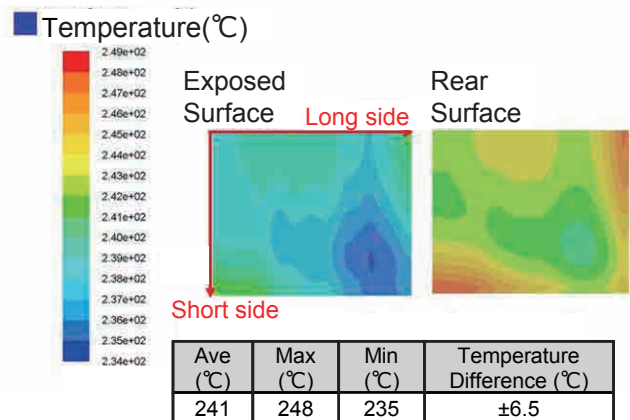 Temperature(℃)
2.49e+02
2.48e+02
2.47e+02
2.46e+02
2.45e+02
2.44e+02
2.43e+02
2.42e+02
2.41e+02
2.40e+02
2.39e+02
2.38e+02
2.37e+02
2.36e+02
2.35e+02
2.34e+02
Exposed
Surface
Long side
Rear
Surface
Short side
Ave Max Min Temperature
(℃) (℃) (℃) Difference (℃)
241 248 235 ±6.5